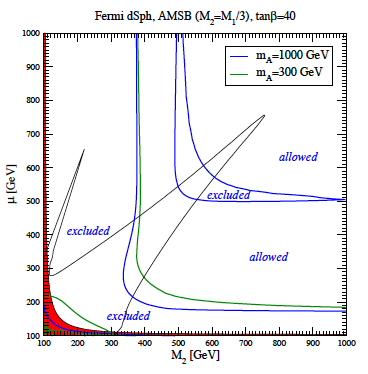 Fermi dSph, AMSB (M₂=M₁/3), tanβ=40
m_A=1000 GeV
m_A=300 GeV
allowed
excluded
excluded
allowed
excluded
μ [GeV]
1000
900
800
700
600
500
400
300
200
100
100 200 300 400 500 600 700 800 900 1000
M₂ [GeV]